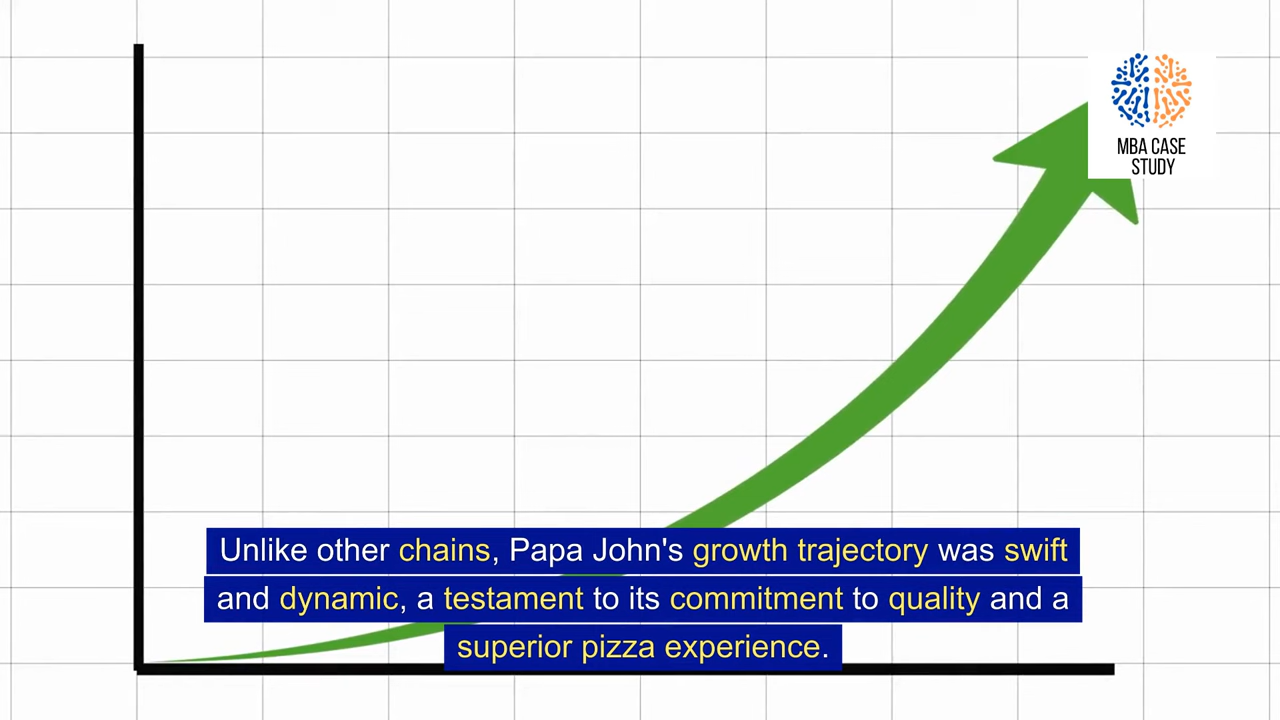 MBA CASE
STUDY
Unlike other chains, Papa John's growth trajectory was swift
and dynamic, a testament to its commitment to quality and a
superior pizza experience.